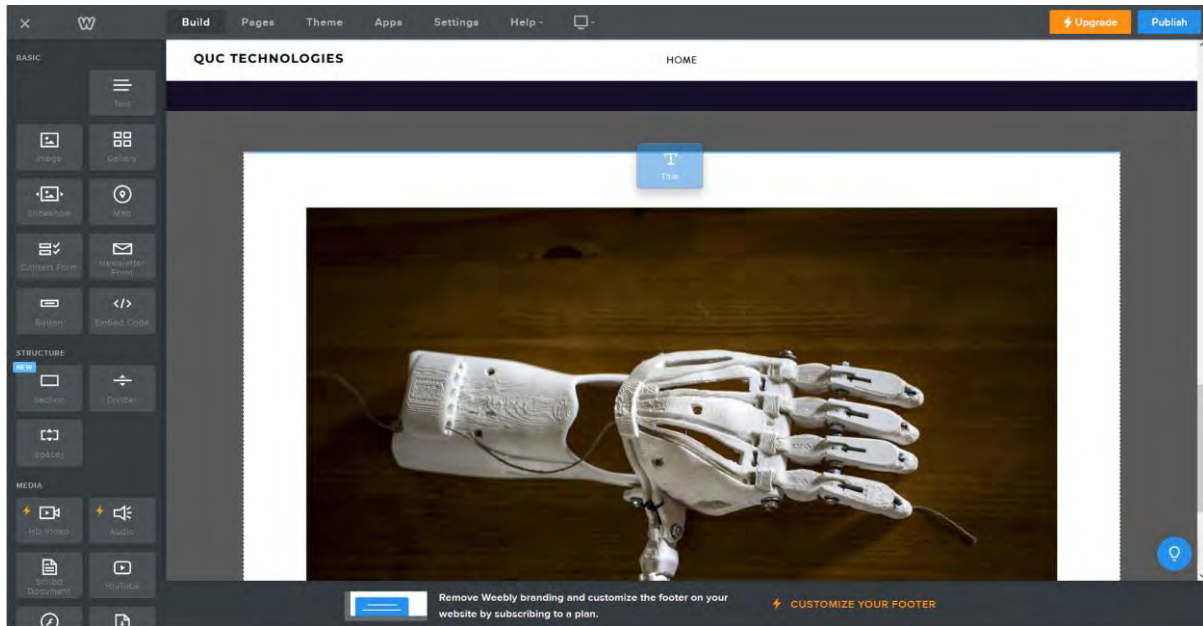 Build Pages Theme Apps Settings Help
Upgrade Publish
QUC TECHNOLOGIES HOME
BASIC
Text
Title
Image Gallery
Slideshow Map
Contact Form Newsletter Form
Button Embed Code
STRUCTURE
NEW
Section Divider
Spacer
MEDIA
HD Video Audio
Scribd Document YouTube
Remove Weebly branding and customize the footer on your
website by subscribing to a plan.
CUSTOMIZE YOUR FOOTER